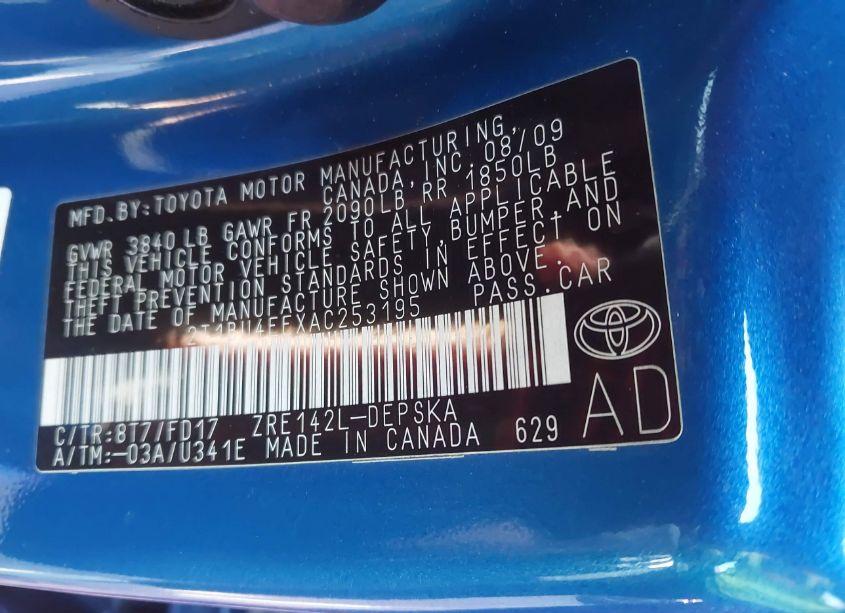 MFD.BY:TOYOTA MOTOR MANUFACTURING,
CANADA,INC. 08/09
GVWR 3840 LB GAWR FR 2090LB RR 1850LB
THIS VEHICLE CONFORMS TO ALL APPLICABLE
FEDERAL MOTOR VEHICLE SAFETY,BUMPER,AND
THEFT PREVENTION STANDARDS IN EFFECT ON
THE DATE OF MANUFACTURE SHOWN ABOVE.
2T1BU4EEXAC253195 PASS.CAR
C/TR:8T7/FD17 ZRE142L-DEPSKA
A/TM:-03A/U341E MADE IN CANADA 629
AD